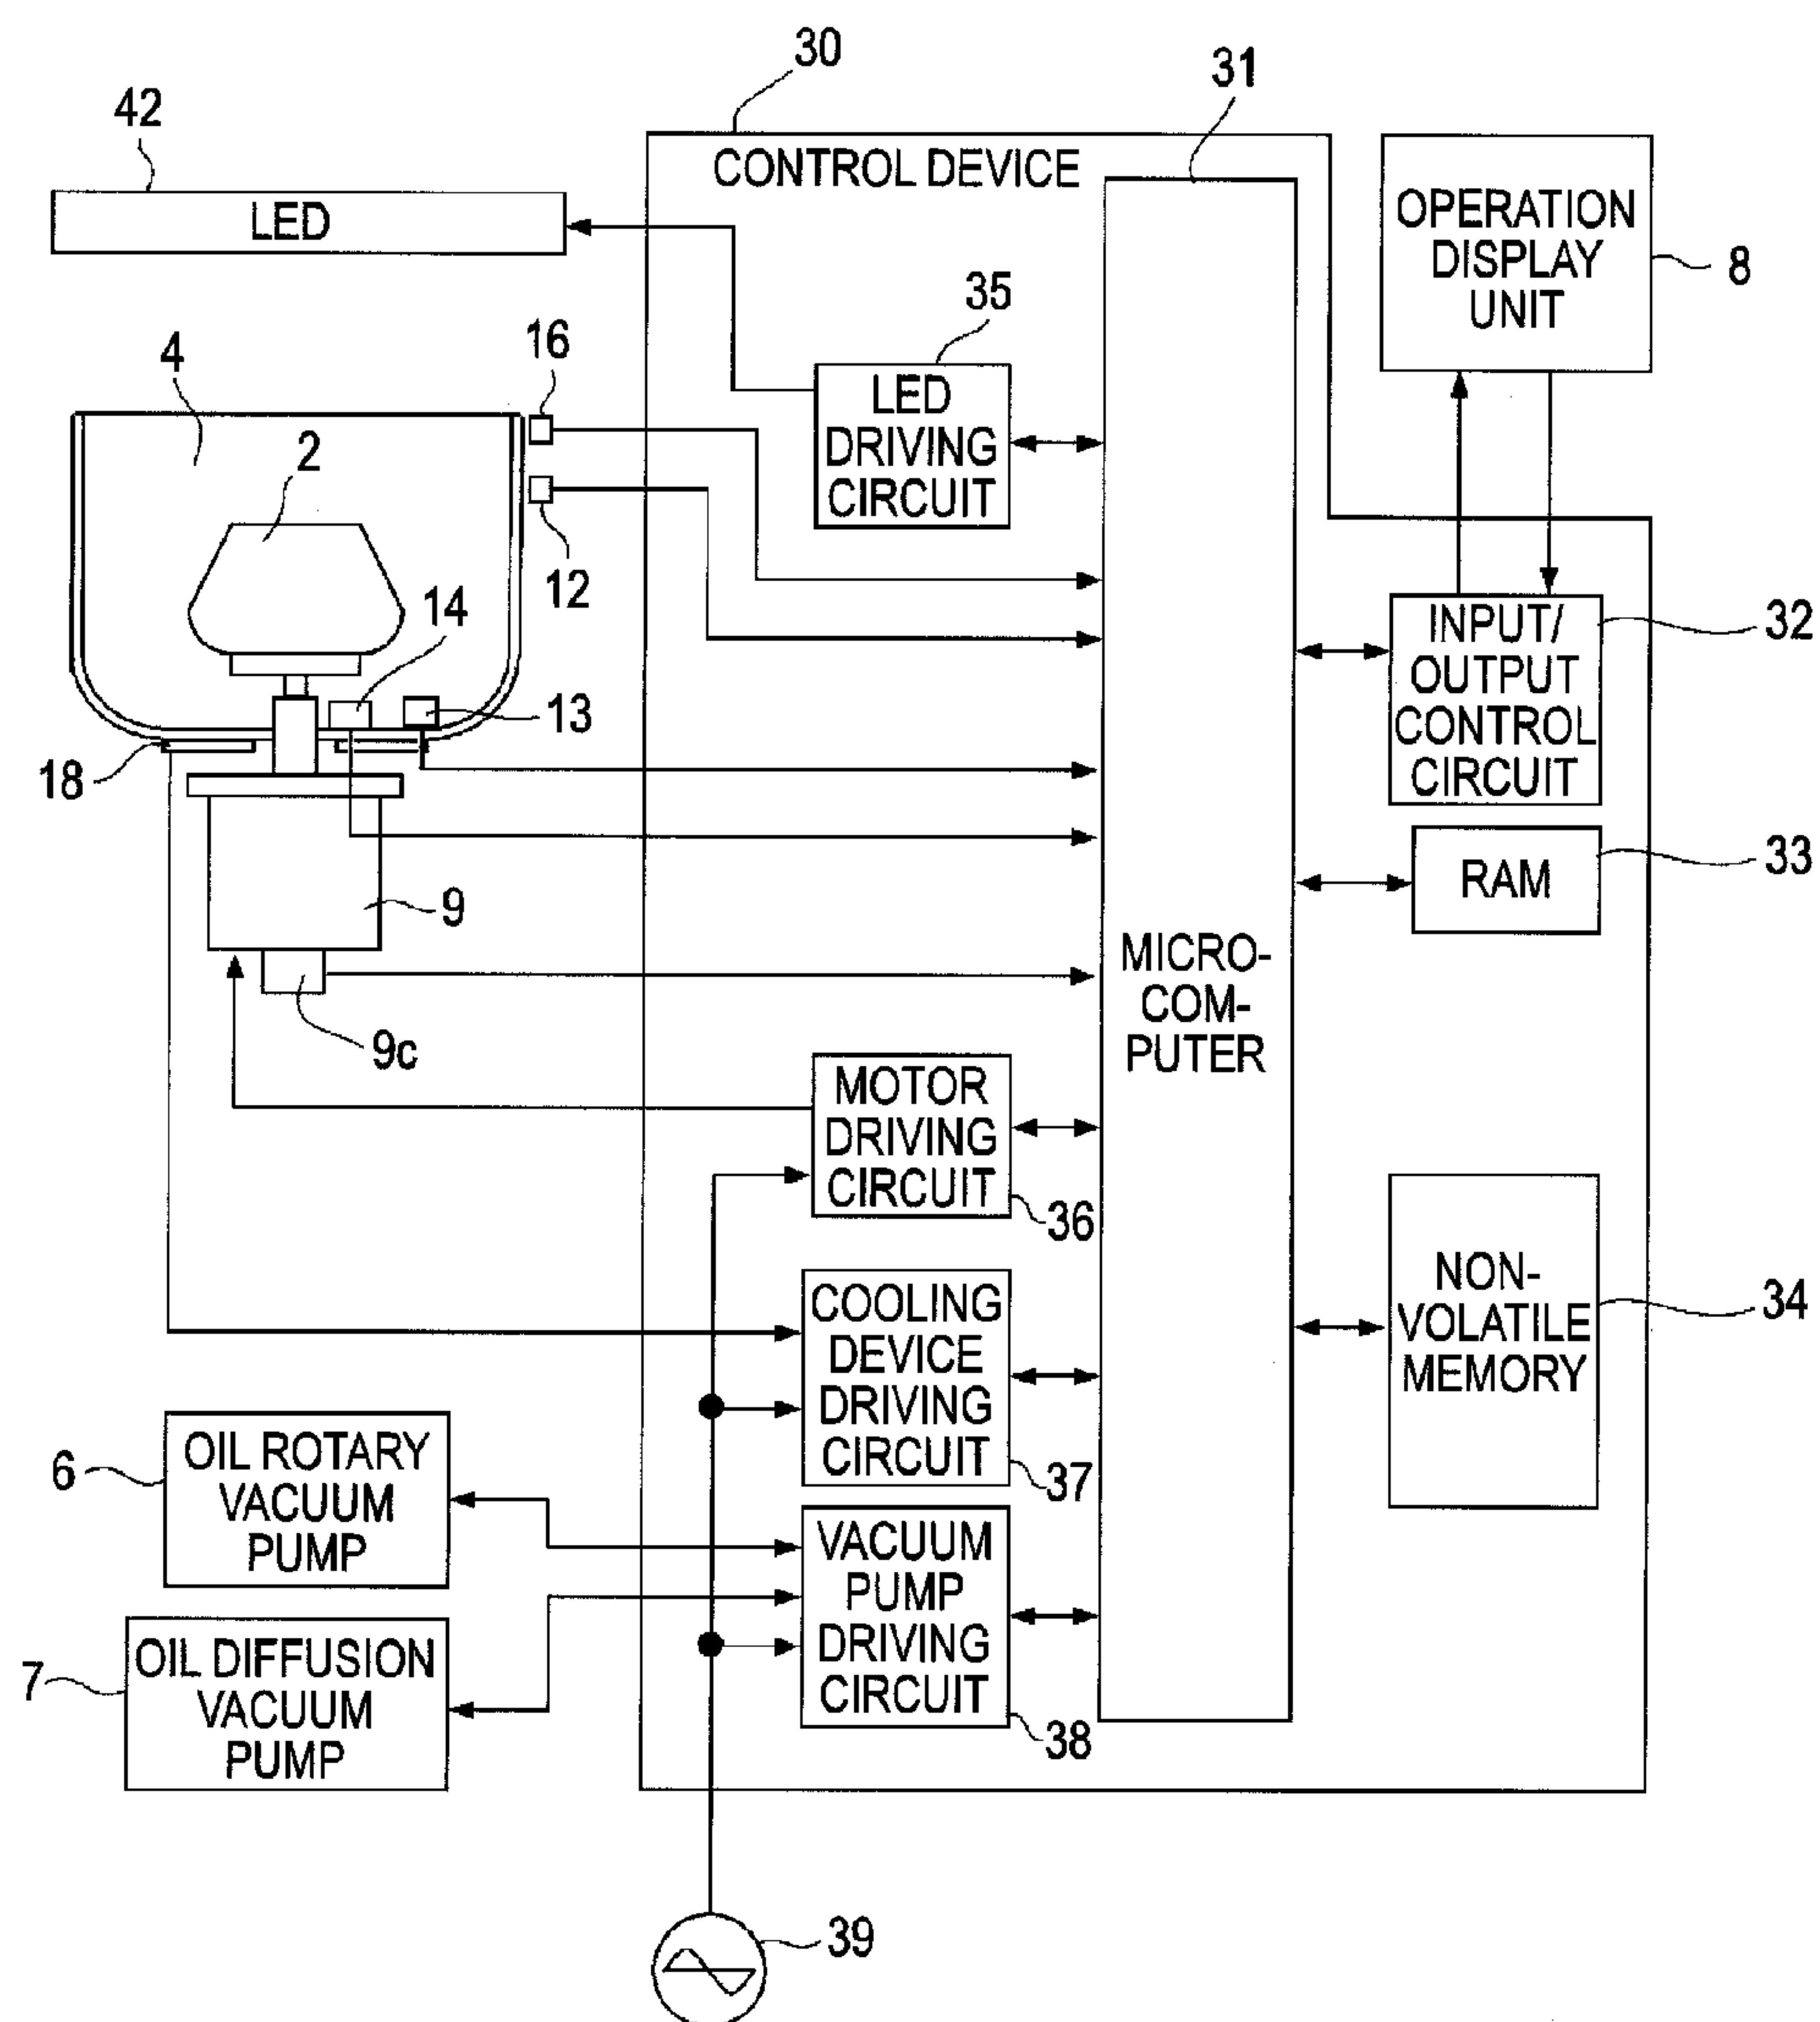 30
31
42
CONTROL DEVICE
LED
OPERATION
DISPLAY
UNIT
8
35
16
4
LED
DRIVING
CIRCUIT
2
12
14
INPUT/
OUTPUT
CONTROL
CIRCUIT
32
13
18
RAM
33
9
MICRO-
COM-
PUTER
9c
MOTOR
DRIVING
CIRCUIT
36
NON-
VOLATILE
MEMORY
34
COOLING
DEVICE
DRIVING
CIRCUIT
37
6
OIL ROTARY
VACUUM
PUMP
VACUUM
PUMP
DRIVING
CIRCUIT
38
7
OIL DIFFUSION
VACUUM
PUMP
39